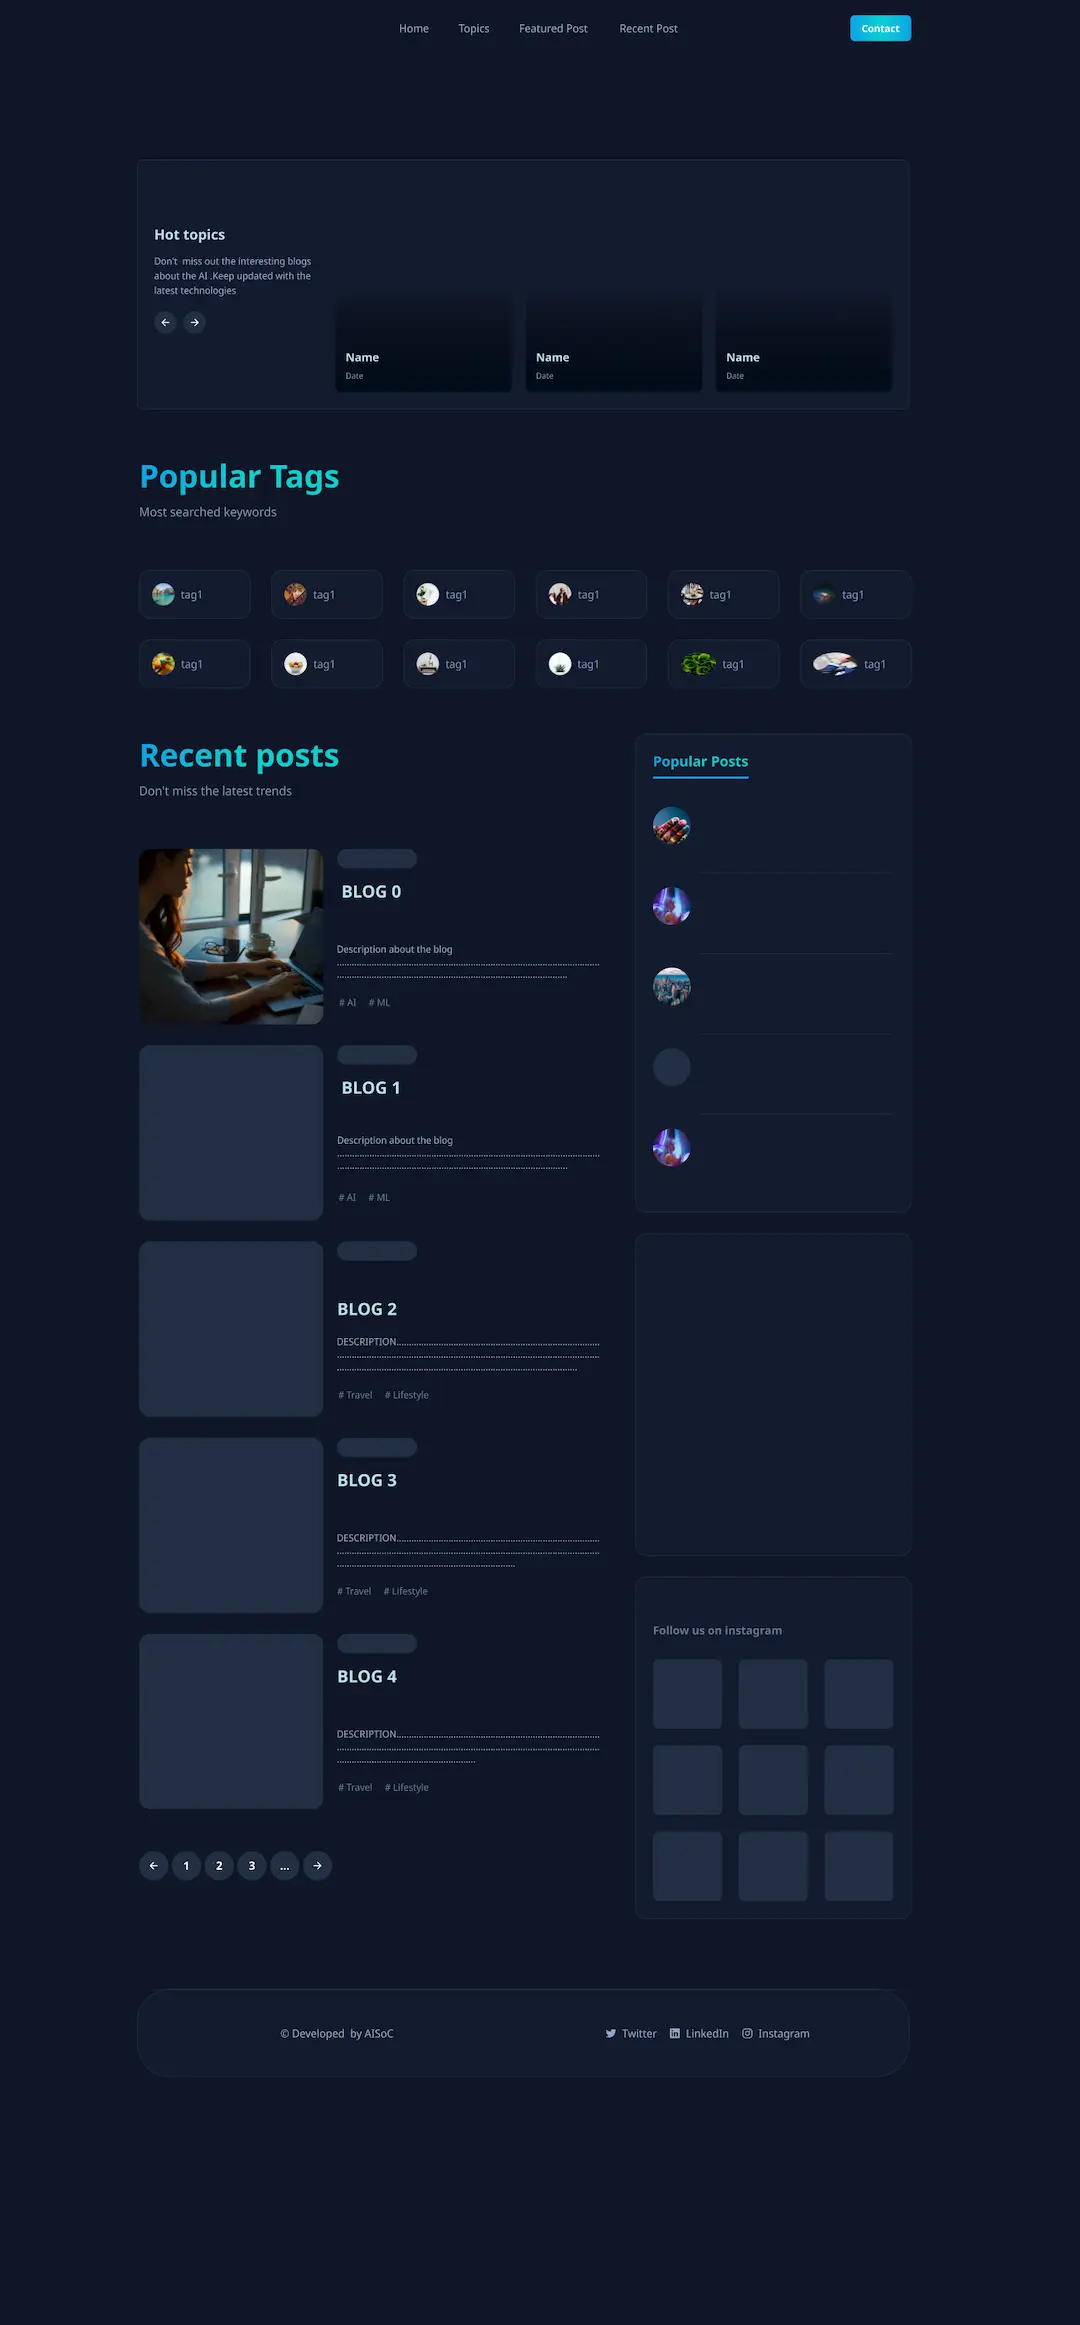 Home Topics Featured Post Recent Post Contact
Hot topics
Don't miss out the interesting blogs
about the AI .Keep updated with the
latest technologies
Name Name Name
Date Date Date
Popular Tags
Most searched keywords
tag1 tag1 tag1 tag1 tag1 tag1
tag1 tag1 tag1 tag1 tag1 tag1
Recent posts
Don't miss the latest trends
BLOG 0
Description about the blog
# AI # ML
BLOG 1
Description about the blog
# AI # ML
BLOG 2
DESCRIPTION
# Travel # Lifestyle
BLOG 3
DESCRIPTION
# Travel # Lifestyle
BLOG 4
DESCRIPTION
# Travel # Lifestyle
1 2 3 ...
Popular Posts
Follow us on instagram
© Developed by AISoC Twitter LinkedIn Instagram